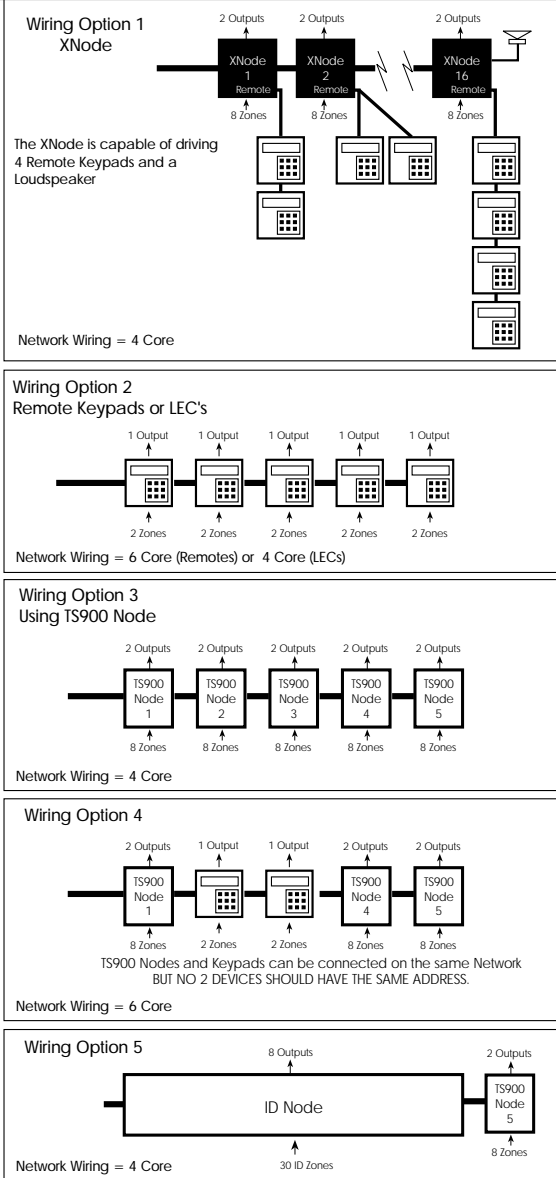 Wiring Option 1
XNode
2 Outputs
2 Outputs
2 Outputs
XNode
1
Remote
XNode
2
Remote
XNode
16
Remote
8 Zones
8 Zones
8 Zones
The XNode is capable of driving
4 Remote Keypads and a
Loudspeaker
Network Wiring = 4 Core
Wiring Option 2
Remote Keypads or LEC's
1 Output
1 Output
1 Output
1 Output
1 Output
2 Zones
2 Zones
2 Zones
2 Zones
2 Zones
Network Wiring = 6 Core (Remotes) or 4 Core (LECs)
Wiring Option 3
Using TS900 Node
2 Outputs
2 Outputs
2 Outputs
2 Outputs
2 Outputs
TS900
Node
1
TS900
Node
2
TS900
Node
3
TS900
Node
4
TS900
Node
5
8 Zones
8 Zones
8 Zones
8 Zones
8 Zones
Network Wiring = 4 Core
Wiring Option 4
2 Outputs
1 Output
1 Output
2 Outputs
2 Outputs
TS900
Node
1
TS900
Node
4
TS900
Node
5
8 Zones
2 Zones
2 Zones
8 Zones
8 Zones
TS900 Nodes and Keypads can be connected on the same Network
BUT NO 2 DEVICES SHOULD HAVE THE SAME ADDRESS.
Network Wiring = 6 Core
Wiring Option 5
8 Outputs
2 Outputs
ID Node
TS900
Node
5
30 ID Zones
8 Zones
Network Wiring = 4 Core